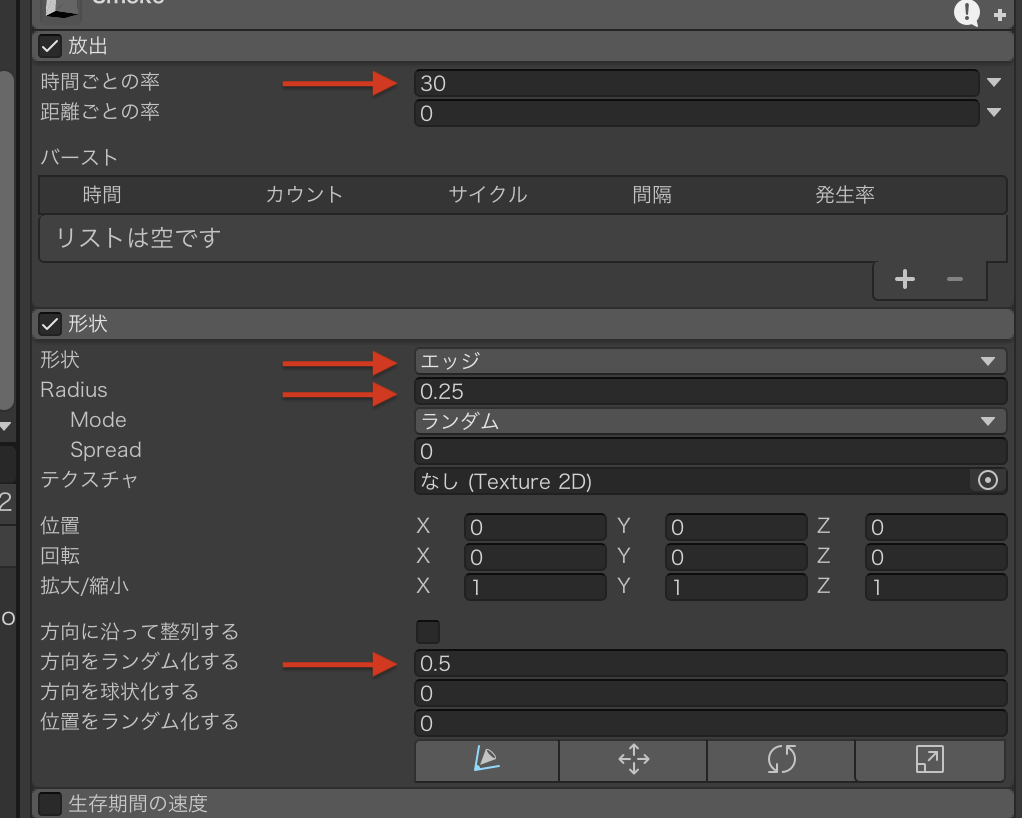 Smoke
放出
時間ごとの率 30
距離ごとの率 0
バースト
時間 カウント サイクル 間隔 発生率
リストは空です
形状
形状 エッジ
Radius 0.25
Mode ランダム
Spread 0
テクスチャ なし (Texture 2D)
2
位置 X 0 Y 0 Z 0
回転 X 0 Y 0 Z 0
拡大/縮小 X 1 Y 1 Z 1
o
方向に沿って整列する
方向をランダム化する 0.5
方向を球状化する 0
位置をランダム化する 0
生存期間の速度